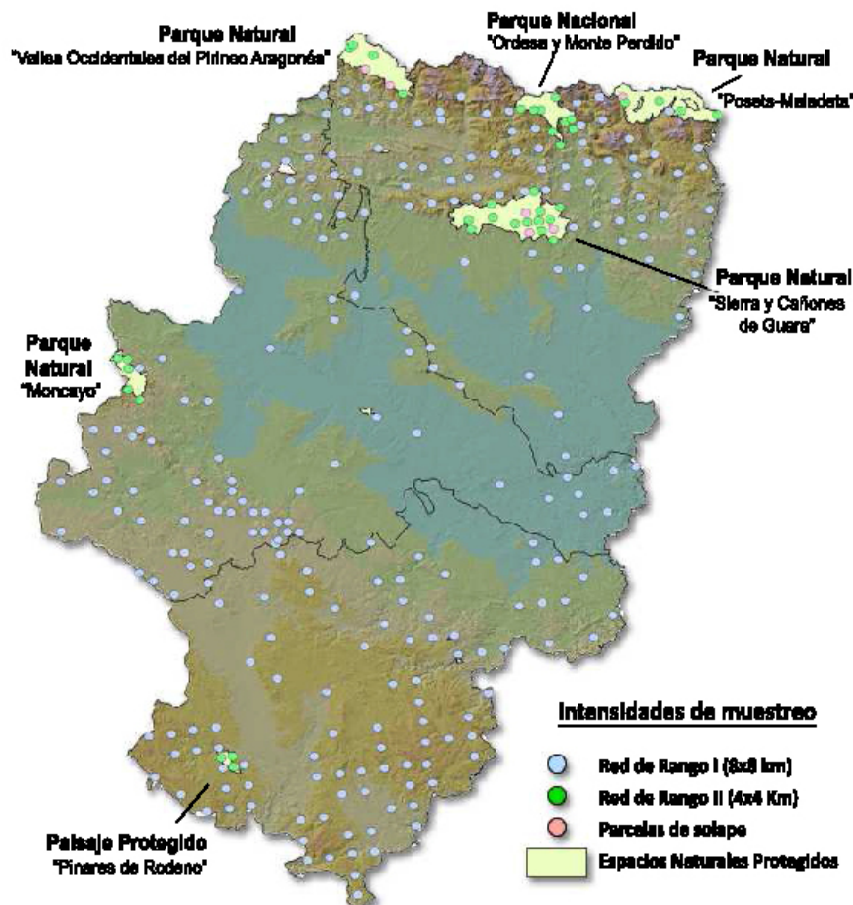 Parque Natural
"Valles Occidentales del Pirineo Aragonés"
Parque Nacional
"Ordesa y Monte Perdido"
Parque Natural
"Posets-Maladeta"
Parque Natural
"Sierra y Cañones
de Guara"
Parque
Natural
"Moncayo"
Paisaje Protegido
"Pinares de Rodeno"
Intensidades de muestreo
Red de Rango I (8x8 km)
Red de Rango II (4x4 Km)
Parcelas de solape
Espacios Naturales Protegidos